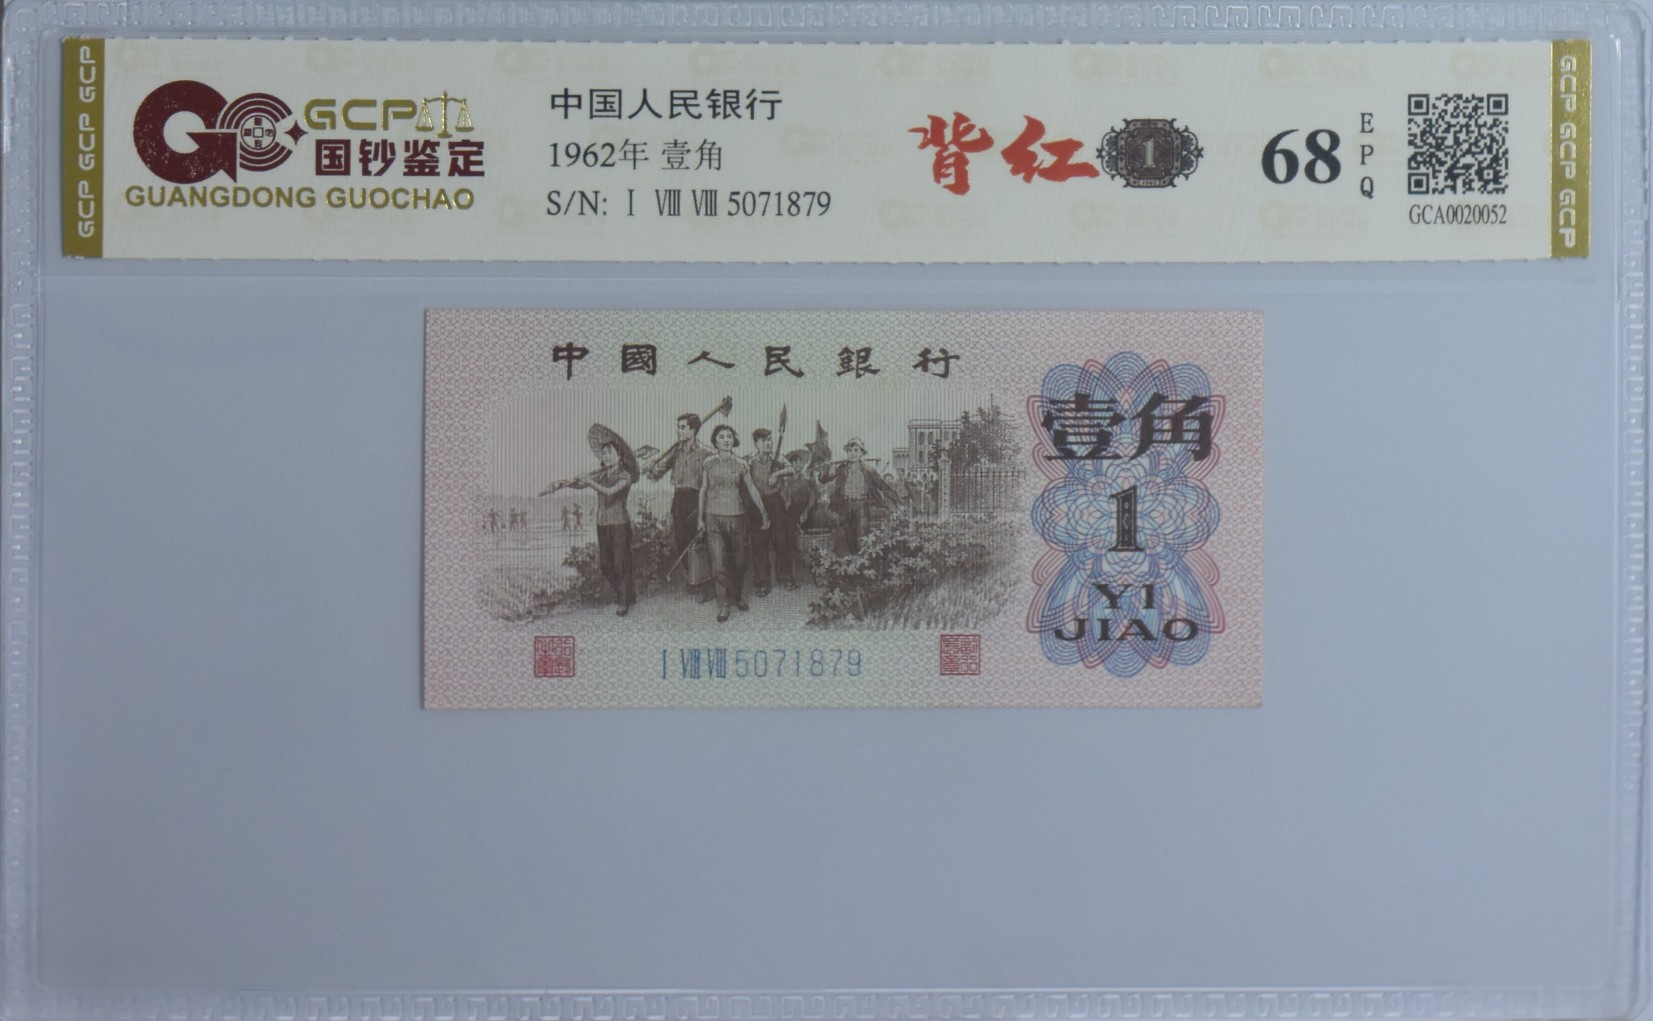 GCP GCP GCP
GCP
国钞鉴定
GUANGDONG GUOCHAO
中国人民银行
1962年 壹角
S/N: Ⅰ Ⅷ Ⅷ 5071879
背红
1
68
EPQ
GCA0020052
GCP GCP GCP
中國人民銀行
壹角
1
YI
JIAO
Ⅰ Ⅷ Ⅷ 5071879